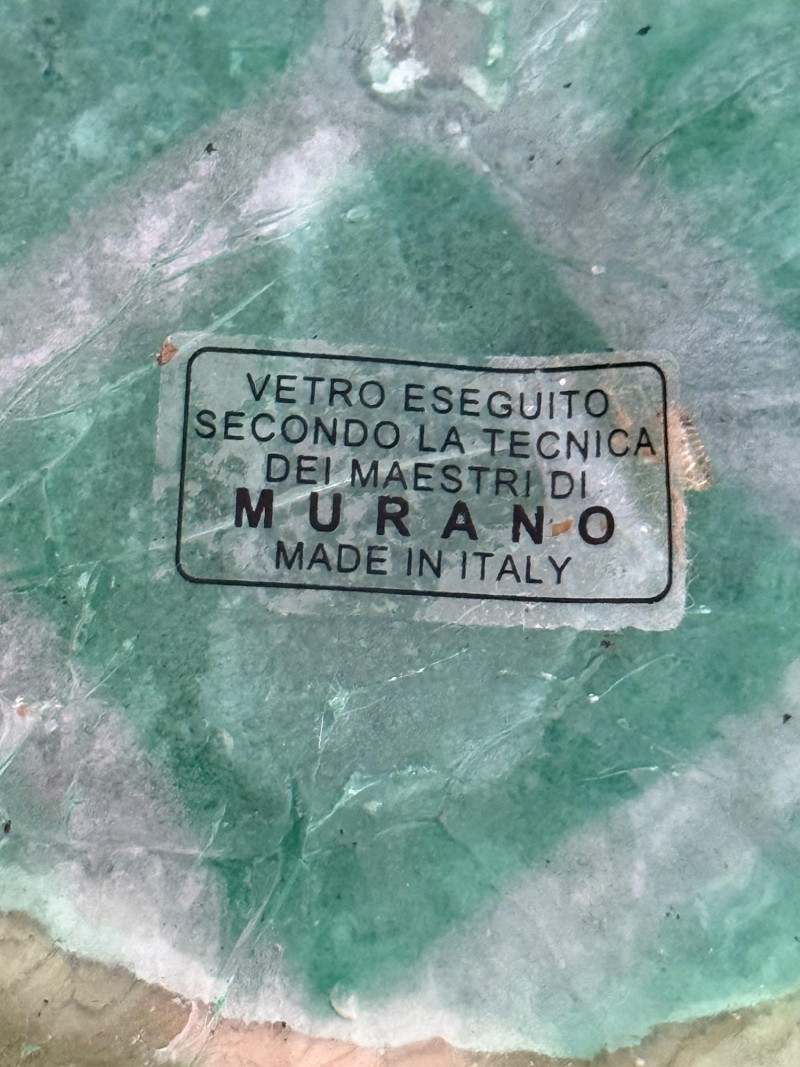 VETRO ESEGUITO
SECONDO LA TECNICA
DEI MAESTRI DI
MURANO
MADE IN ITALY